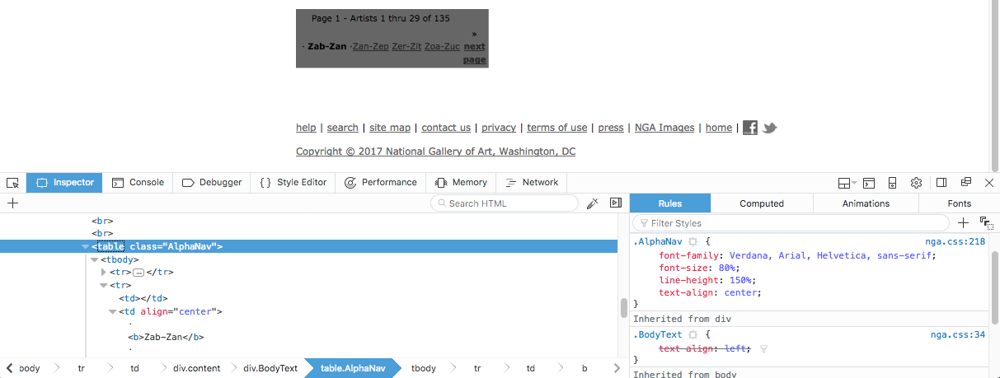 Page 1 - Artists 1 thru 29 of 135
»
· Zab-Zan ·Zan-Zep Zer-Zit Zoa-Zuc next
page
help | search | site map | contact us | privacy | terms of use | press | NGA Images | home |
Copyright © 2017 National Gallery of Art, Washington, DC
Inspector Console Debugger { } Style Editor Performance Memory Network
+ Search HTML Rules Computed Animations Fonts
Filter Styles +
<br>
<br>
<table class="AlphaNav">
<tbody>
<tr>…</tr>
<tr>
<td></td>
<td align="center">
·
<b>Zab-Zan</b>
·
body tr td div.content div.BodyText table.AlphaNav tbody tr td b
.AlphaNav { nga.css:218
font-family: Verdana, Arial, Helvetica, sans-serif;
font-size: 80%;
line-height: 150%;
text-align: center;
}
Inherited from div
.BodyText { nga.css:34
text-align: left;
}
Inherited from body